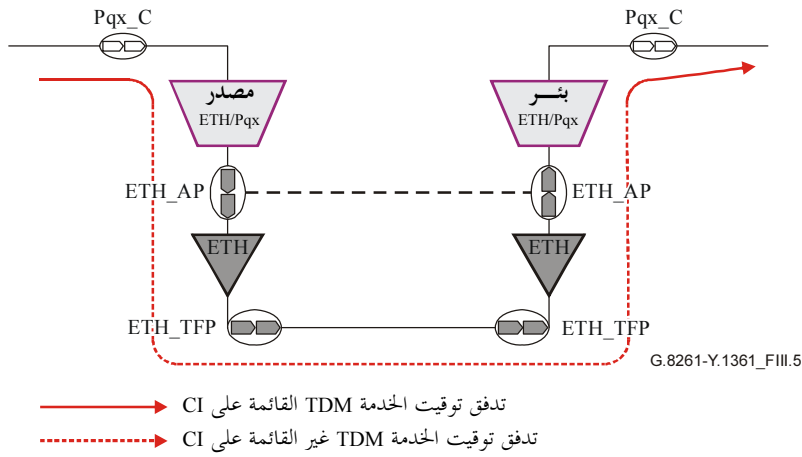 Pqx_C
Pqx_C
مصدر
ETH/Pqx
بئـــر
ETH/Pqx
ETH_AP
ETH_AP
ETH
ETH
ETH_TFP
ETH_TFP
G.8261-Y.1361_FIII.5
تدفق توقيت الخدمة TDM القائمة على CI
تدفق توقيت الخدمة TDM غير القائمة على CI